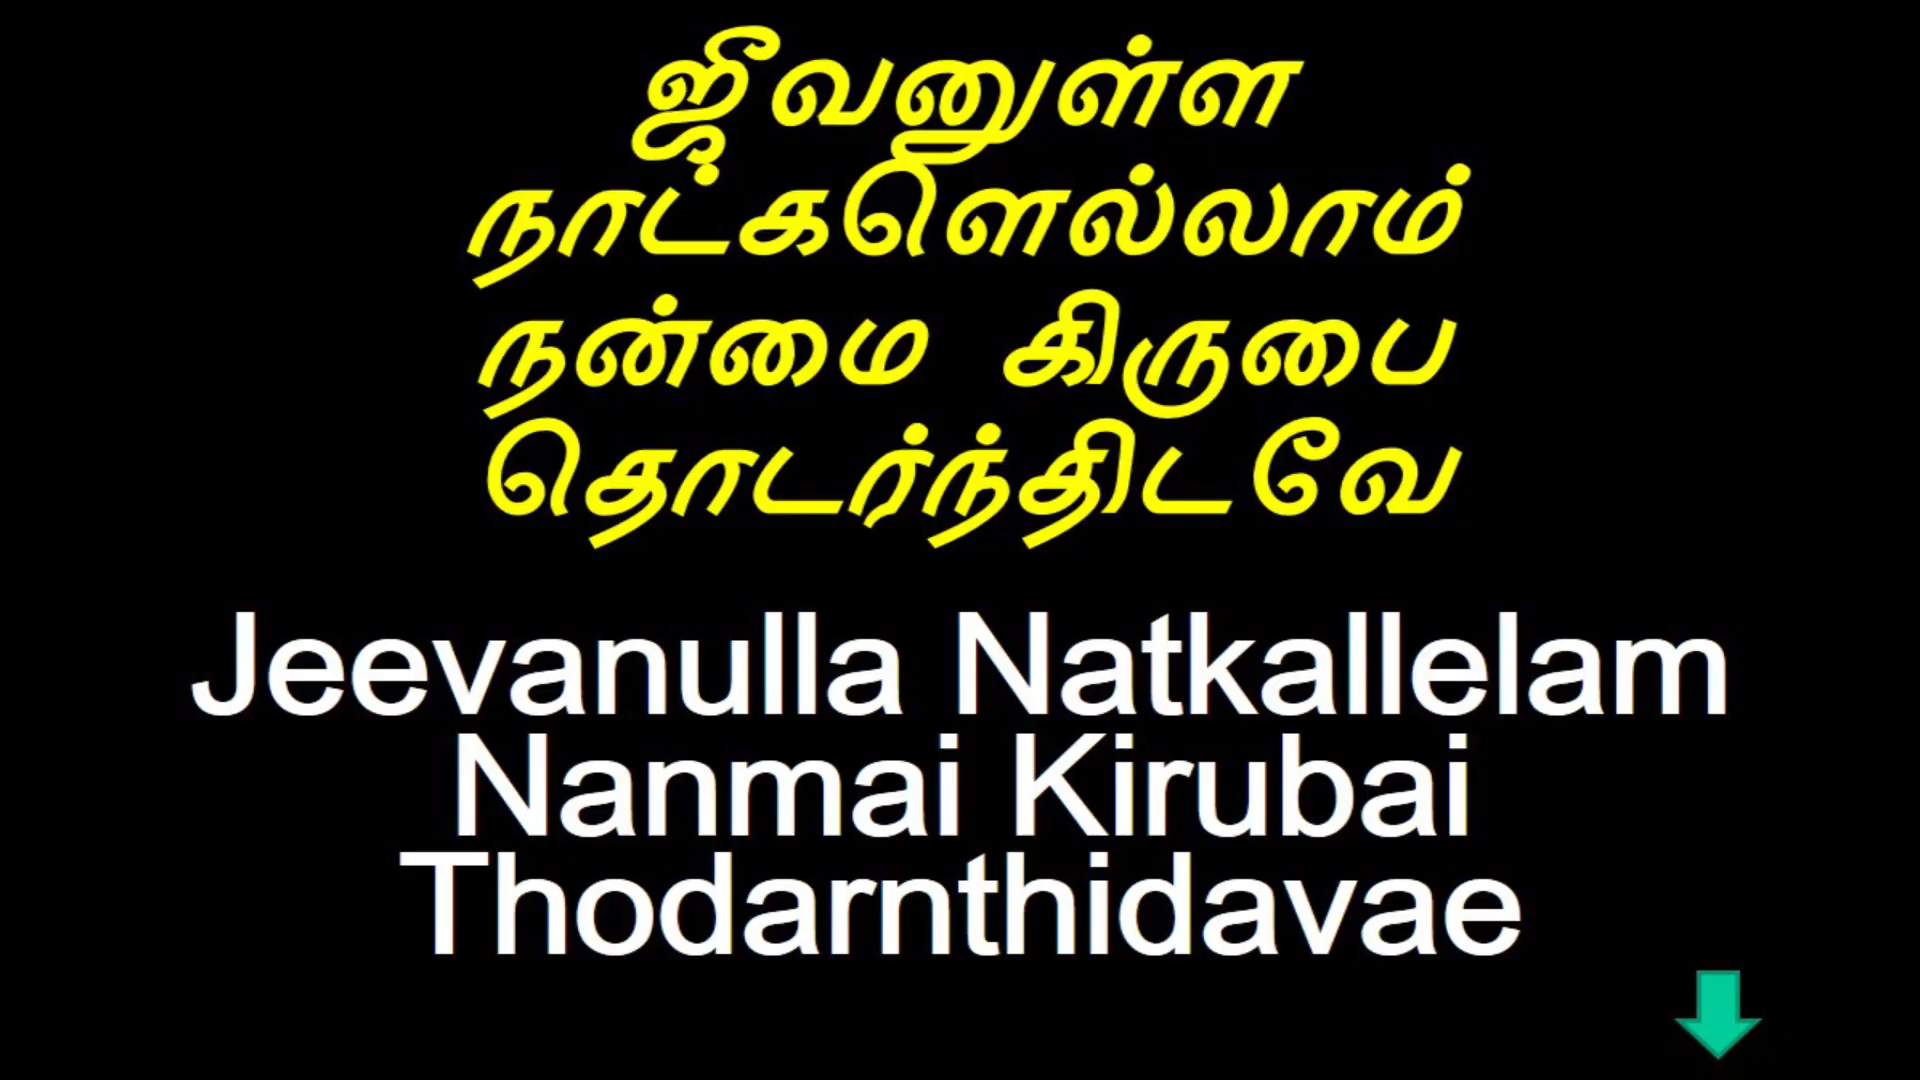 ஜீவனுள்ள
நாட்களெல்லாம்
நன்மை கிருபை
தொடர்ந்திடவே
Jeevanulla Natkallelam
Nanmai Kirubai
Thodarnthidavae